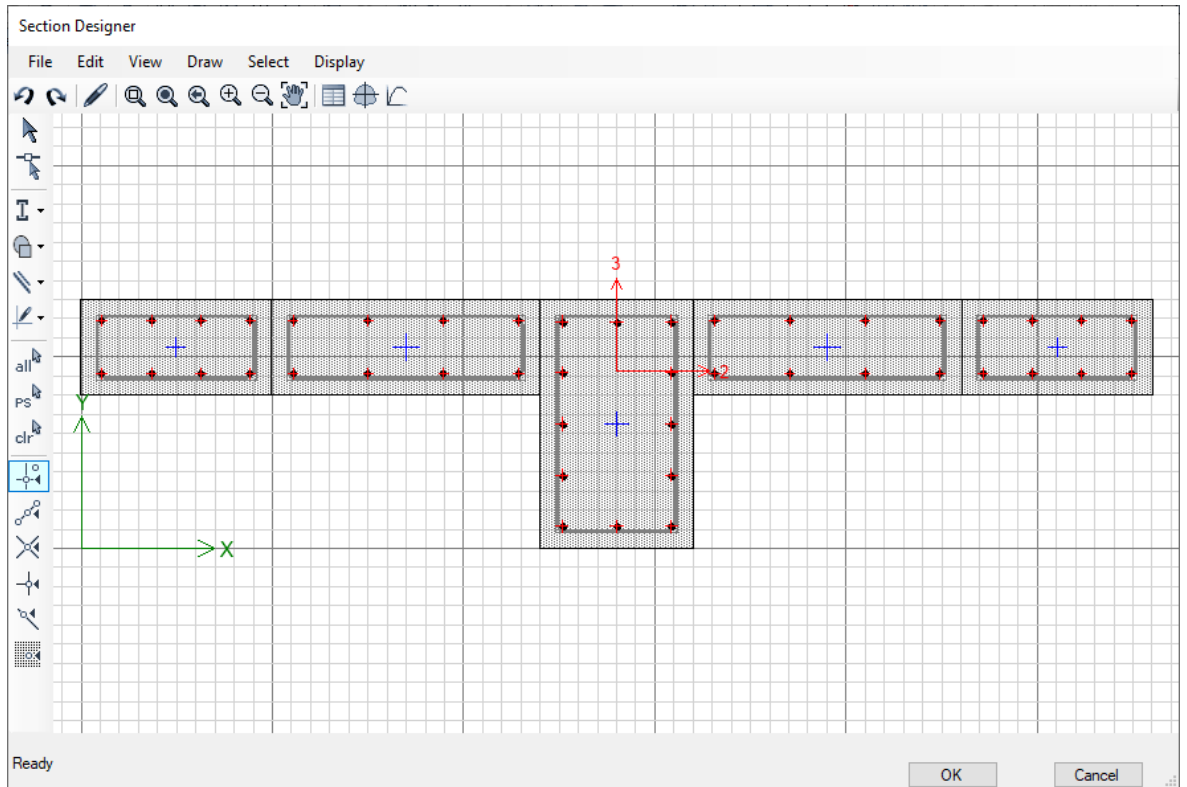 Section Designer
File Edit View Draw Select Display
all
PS
clr
3
2
Y
X
Ready
OK Cancel